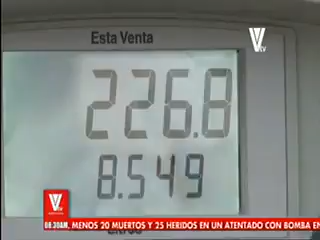 Esta Venta
V
TV
226.8
8.549
V
08:30AM. MENOS 20 MUERTOS Y 25 HERIDOS EN UN ATENTADO CON BOMBA EN